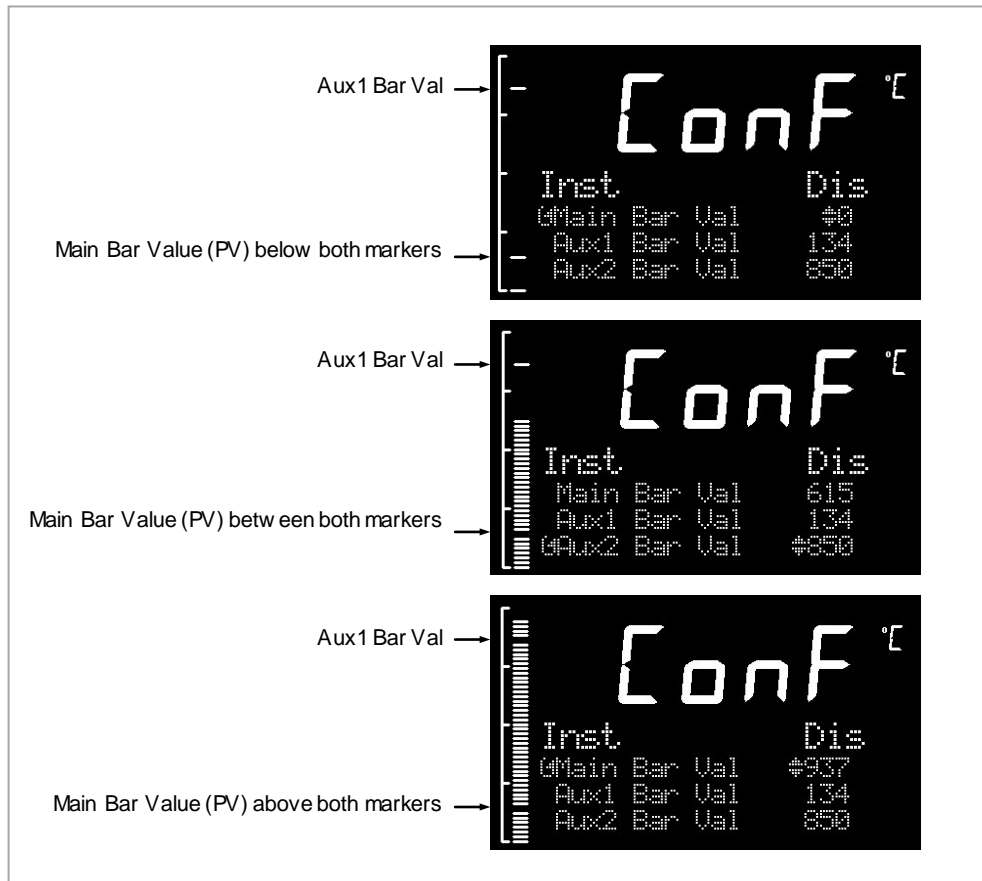 Aux1 Bar Val
ConF °C
Inst Dis
Main Bar Val 0
Main Bar Value (PV) below both markers
Aux1 Bar Val 134
Aux2 Bar Val 850
Aux1 Bar Val
ConF °C
Inst Dis
Main Bar Val 615
Aux1 Bar Val 134
Main Bar Value (PV) between both markers
Aux2 Bar Val 850
Aux1 Bar Val
ConF °C
Inst Dis
Main Bar Val 937
Aux1 Bar Val 134
Main Bar Value (PV) above both markers
Aux2 Bar Val 850